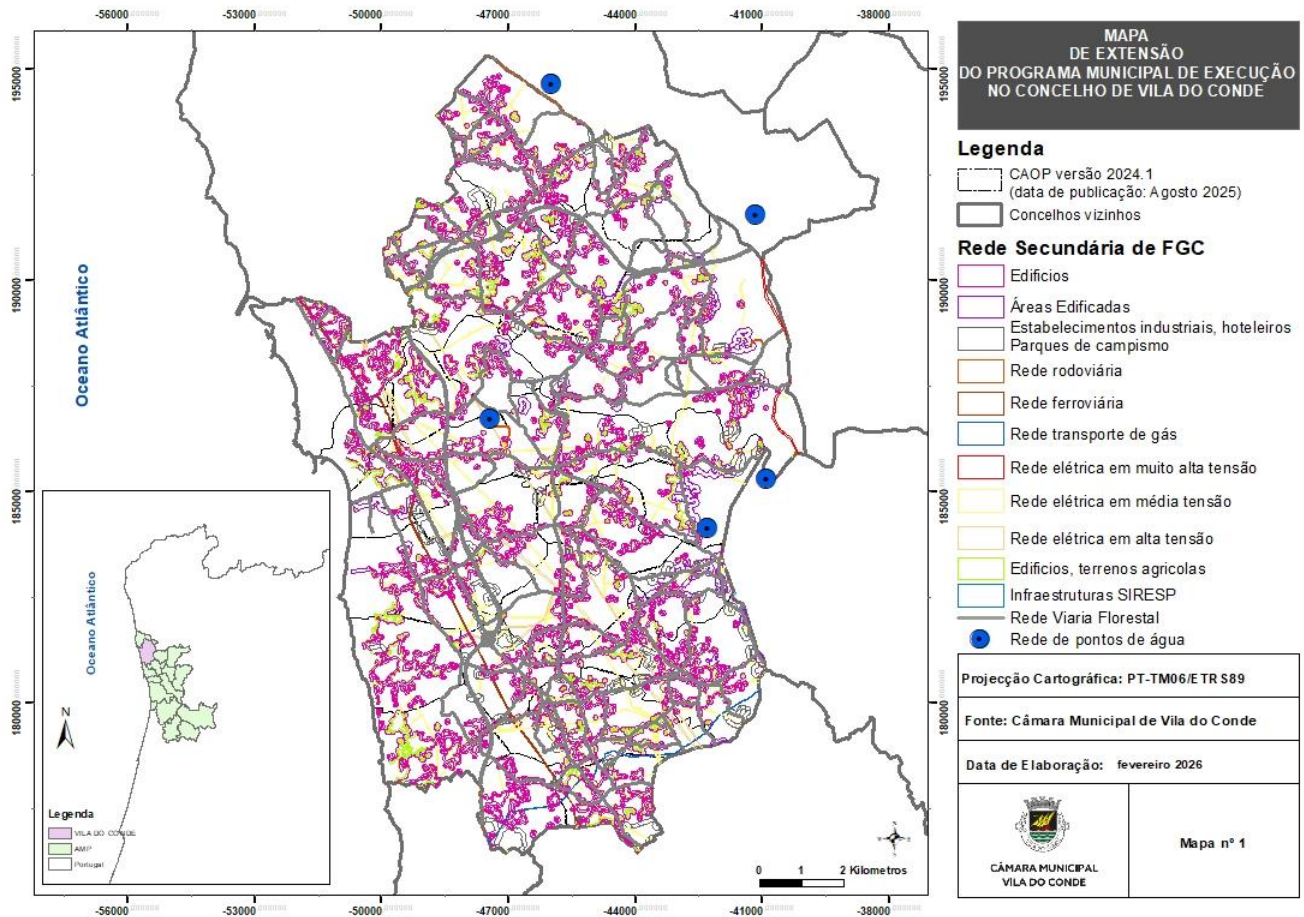 -56000
-53000
-50000
-47000
-44000
-41000
-38000
195000
190000
185000
180000
195000
190000
185000
180000
-56000
-53000
-50000
-47000
-44000
-41000
-38000
Oceano Atlântico
Oceano Atlântico
N
Legenda
VILA DO CONDE
AMP
Portugal
N
0 1 2 Kilometros
MAPA
DE EXTENSÃO
DO PROGRAMA MUNICIPAL DE EXECUÇÃO
NO CONCELHO DE VILA DO CONDE
Legenda
CAOP versão 2024.1
(data de publicação: Agosto 2025)
Concelhos vizinhos
Rede Secundária de FGC
Edificios
Áreas Edificadas
Estabelecimentos industriais, hoteleiros
Parques de campismo
Rede rodoviária
Rede ferroviária
Rede transporte de gás
Rede elétrica em muito alta tensão
Rede elétrica em média tensão
Rede elétrica em alta tensão
Edificios, terrenos agricolas
Infraestruturas SIRESP
Rede Viaria Florestal
Rede de pontos de água
Projecção Cartográfica: PT-TM06/ETRS89
Fonte: Câmara Municipal de Vila do Conde
Data de Elaboração: fevereiro 2026
CÂMARA MUNICIPAL
VILA DO CONDE
Mapa nº 1